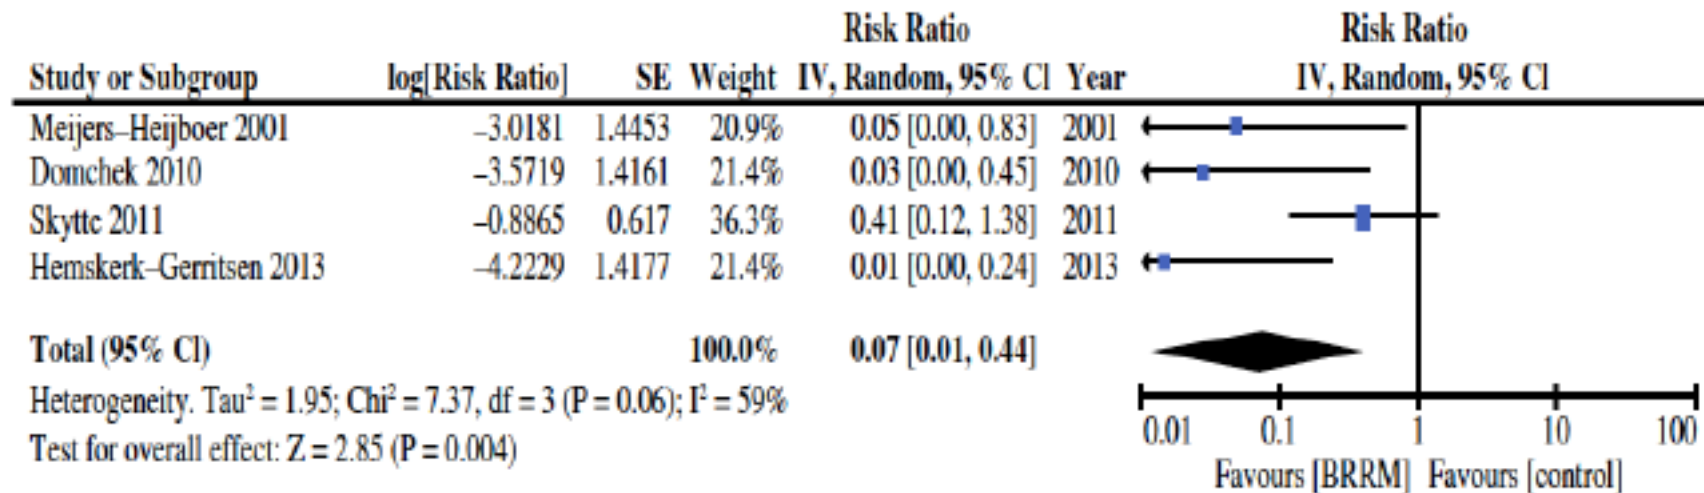 Risk Ratio Risk Ratio
Study or Subgroup log[Risk Ratio] SE Weight IV, Random, 95% CI Year IV, Random, 95% CI
Meijers–Heijboer 2001 −3.0181 1.4453 20.9% 0.05 [0.00, 0.83] 2001
Domchek 2010 −3.5719 1.4161 21.4% 0.03 [0.00, 0.45] 2010
Skytte 2011 −0.8865 0.617 36.3% 0.41 [0.12, 1.38] 2011
Hemskerk–Gerritsen 2013 −4.2229 1.4177 21.4% 0.01 [0.00, 0.24] 2013
Total (95% CI) 100.0% 0.07 [0.01, 0.44]
Heterogeneity. Tau² = 1.95; Chi² = 7.37, df = 3 (P = 0.06); I² = 59%
Test for overall effect: Z = 2.85 (P = 0.004)
0.01 0.1 1 10 100
Favours [BRRM] Favours [control]